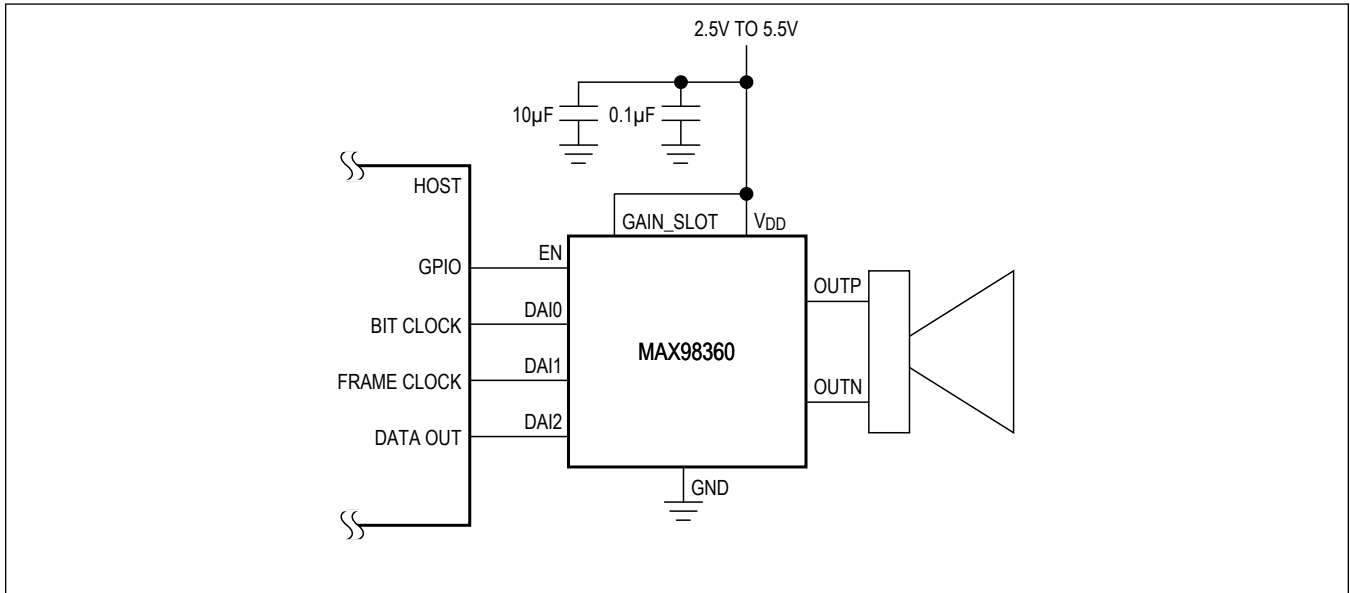 2.5V TO 5.5V
10µF
0.1µF
HOST
GAIN_SLOT
VDD
GPIO
EN
OUTP
BIT CLOCK
DAI0
MAX98360
FRAME CLOCK
DAI1
OUTN
DATA OUT
DAI2
GND